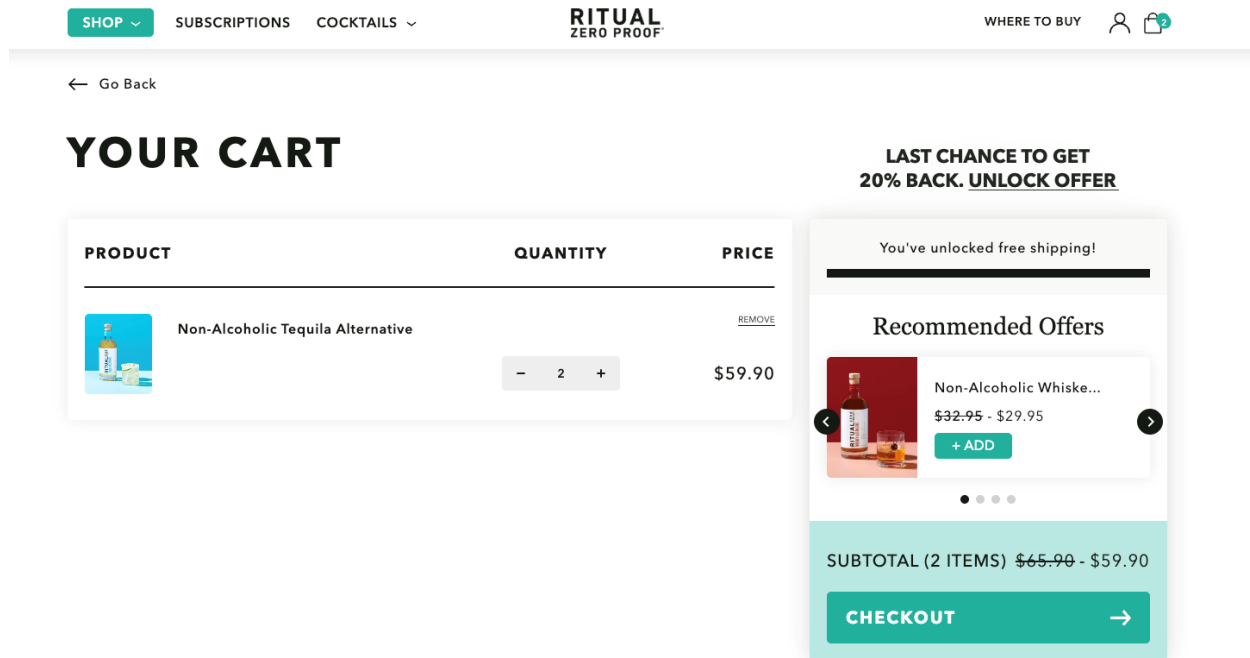 SHOP
SUBSCRIPTIONS
COCKTAILS
RITUAL
ZERO PROOF
WHERE TO BUY
2
Go Back
YOUR CART
LAST CHANCE TO GET
20% BACK. UNLOCK OFFER
PRODUCT QUANTITY PRICE
Non-Alcoholic Tequila Alternative
REMOVE
− 2 +
$59.90
You've unlocked free shipping!
Recommended Offers
RITUAL
Non-Alcoholic Whiske...
$32.95 - $29.95
+ ADD
SUBTOTAL (2 ITEMS) $65.90 - $59.90
CHECKOUT